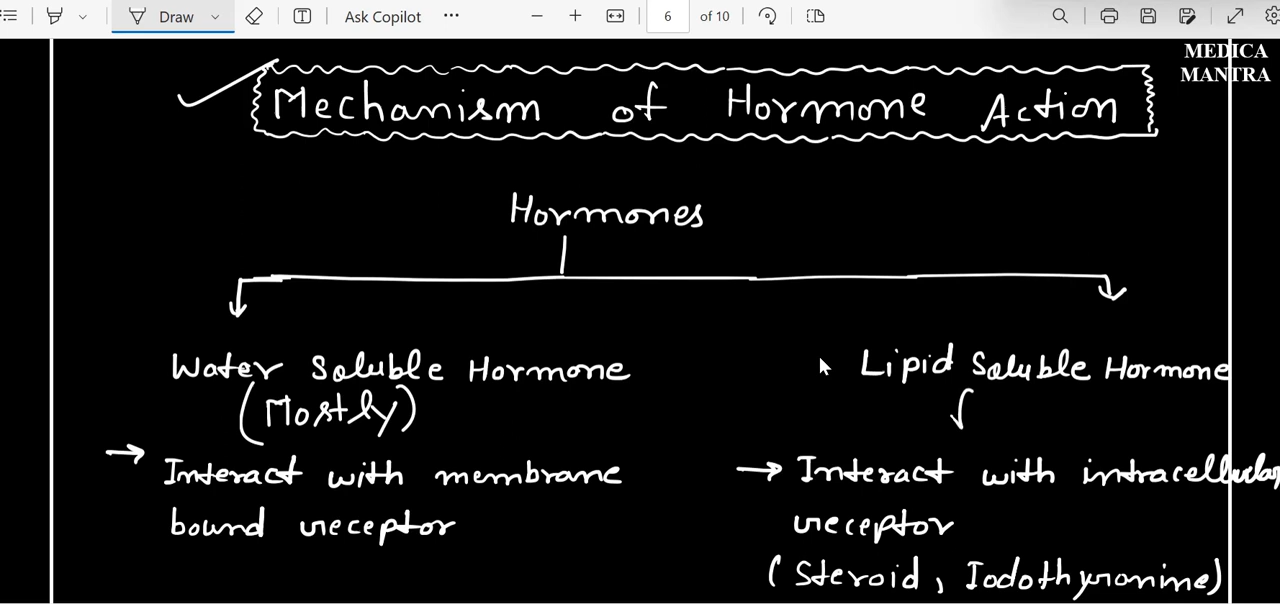 Draw
Ask Copilot
6 of 10
MEDICA
MANTRA
Mechanism of Hormone Action
Hormones
Water Soluble Hormone
(Mostly)
Lipid Soluble Hormone
→ Interact with membrane
bound receptor
→ Interact with intracellular
receptor
(Steroid, Iodothyronine)